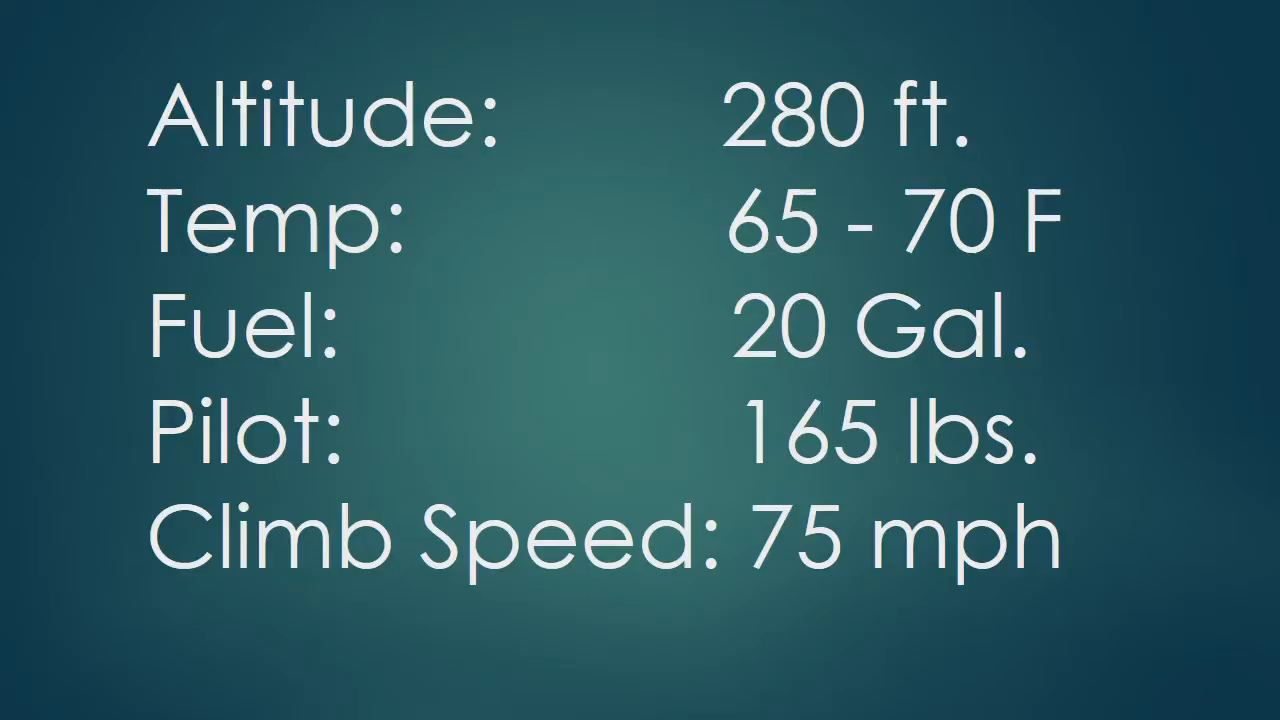 Altitude: 280 ft.
Temp: 65 - 70 F
Fuel: 20 Gal.
Pilot: 165 lbs.
Climb Speed: 75 mph